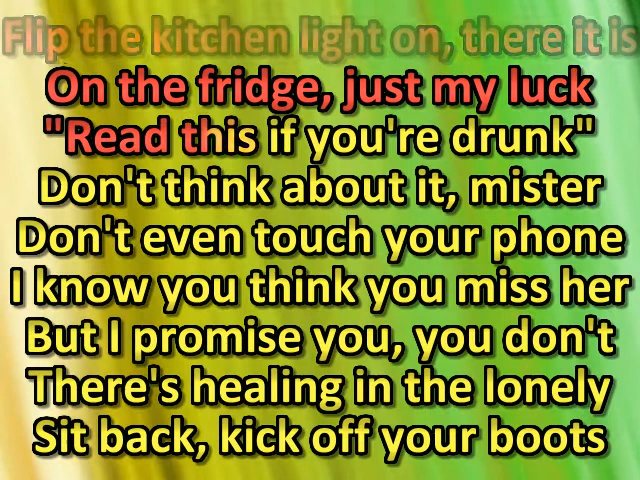 Flip the kitchen light on, there it is
On the fridge, just my luck
"Read this if you're drunk"
Don't think about it, mister
Don't even touch your phone
I know you think you miss her
But I promise you, you don't
There's healing in the lonely
Sit back, kick off your boots